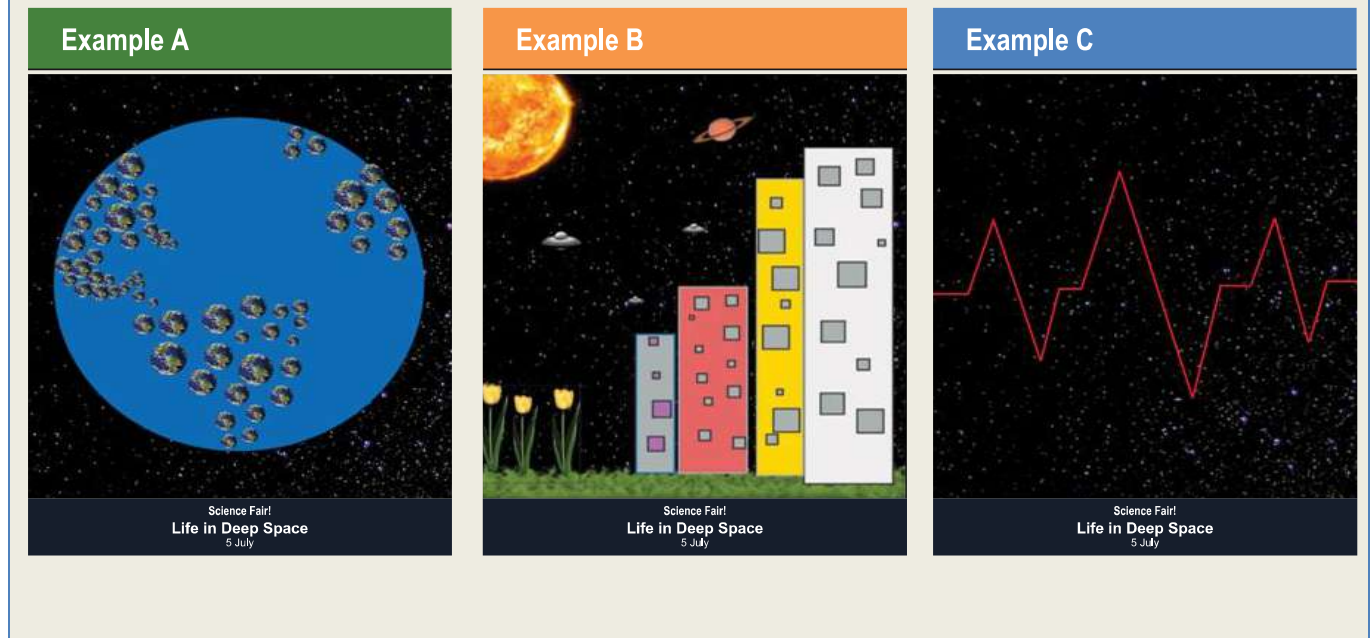 Example A
Example B
Example C
Science Fair!
Life in Deep Space
5 July
Science Fair!
Life in Deep Space
5 July
Science Fair!
Life in Deep Space
5 July